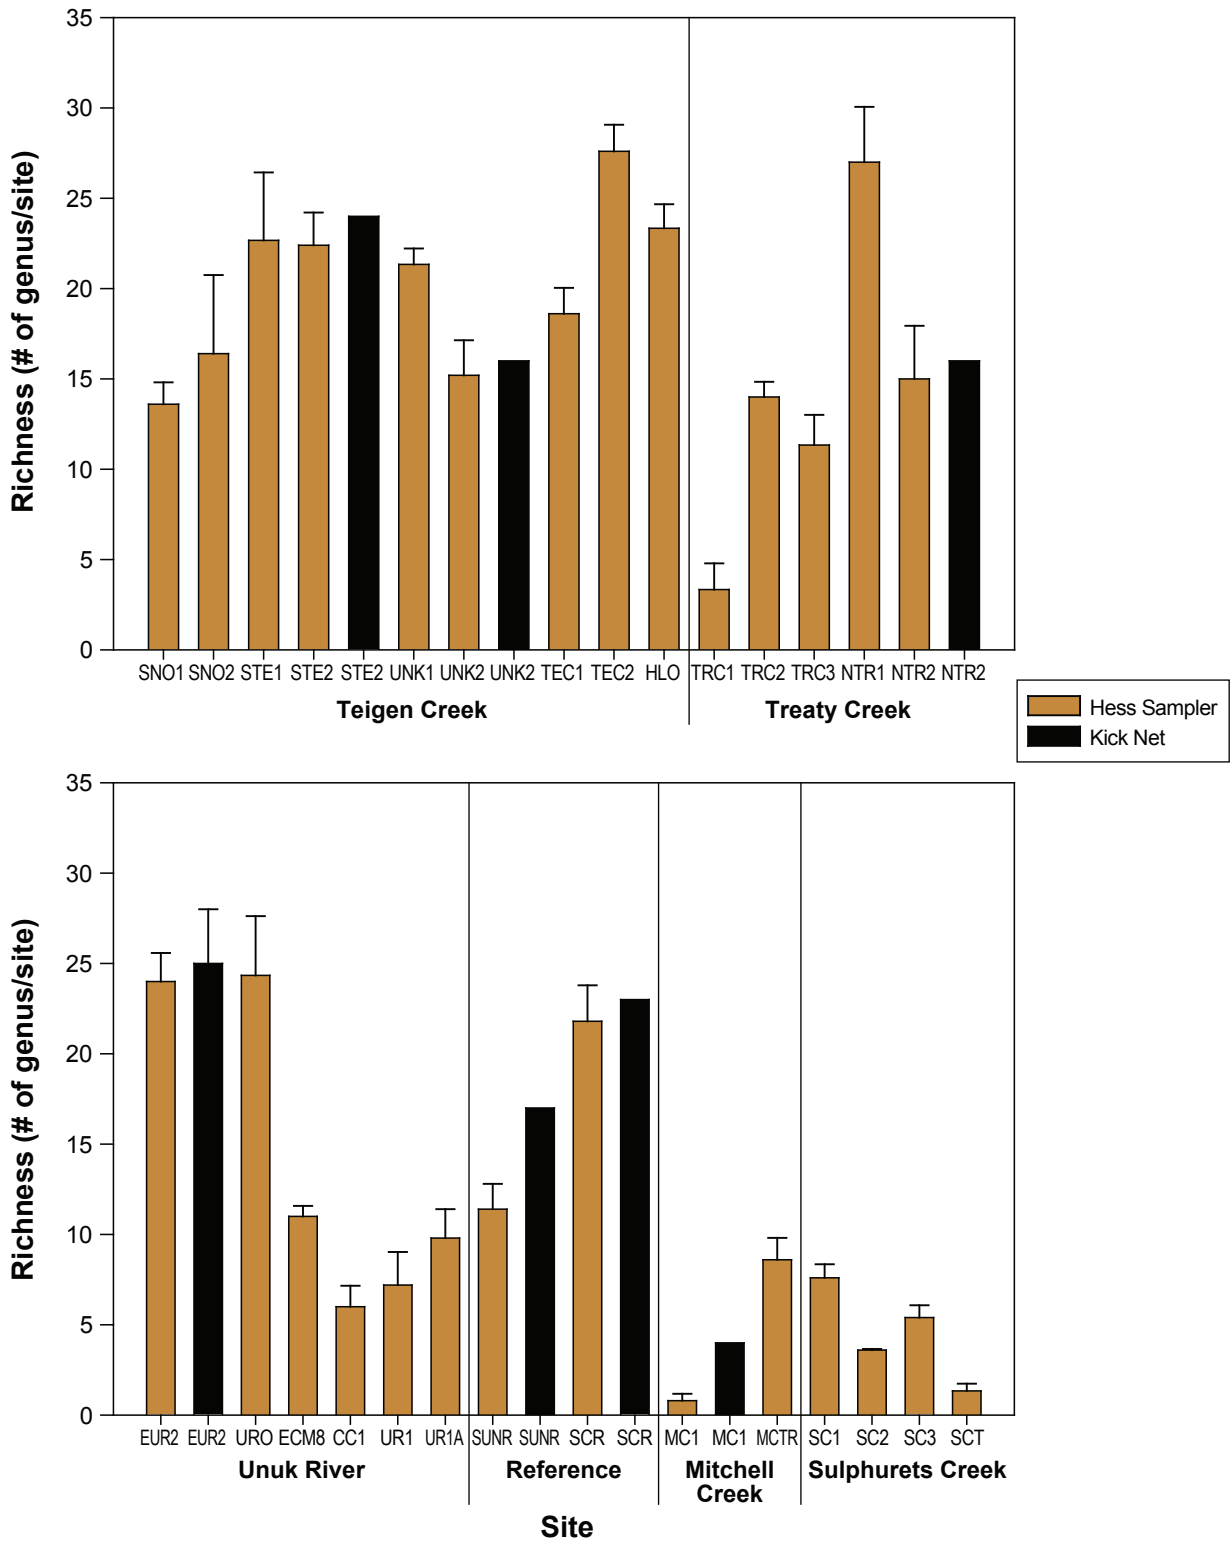 35
30
25
20
15
10
5
0
Richness (# of genus/site)
SNO1 SNO2 STE1 STE2 STE2 UNK1 UNK2 UNK2 TEC1 TEC2 HLO TRC1 TRC2 TRC3 NTR1 NTR2 NTR2
Teigen Creek Treaty Creek
Hess Sampler
Kick Net
35
30
25
20
15
10
5
0
Richness (# of genus/site)
EUR2 EUR2 URO ECM8 CC1 UR1 UR1A SUNR SUNR SCR SCR MC1 MC1 MCTR SC1 SC2 SC3 SCT
Unuk River Reference Mitchell Sulphurets Creek
Creek
Site